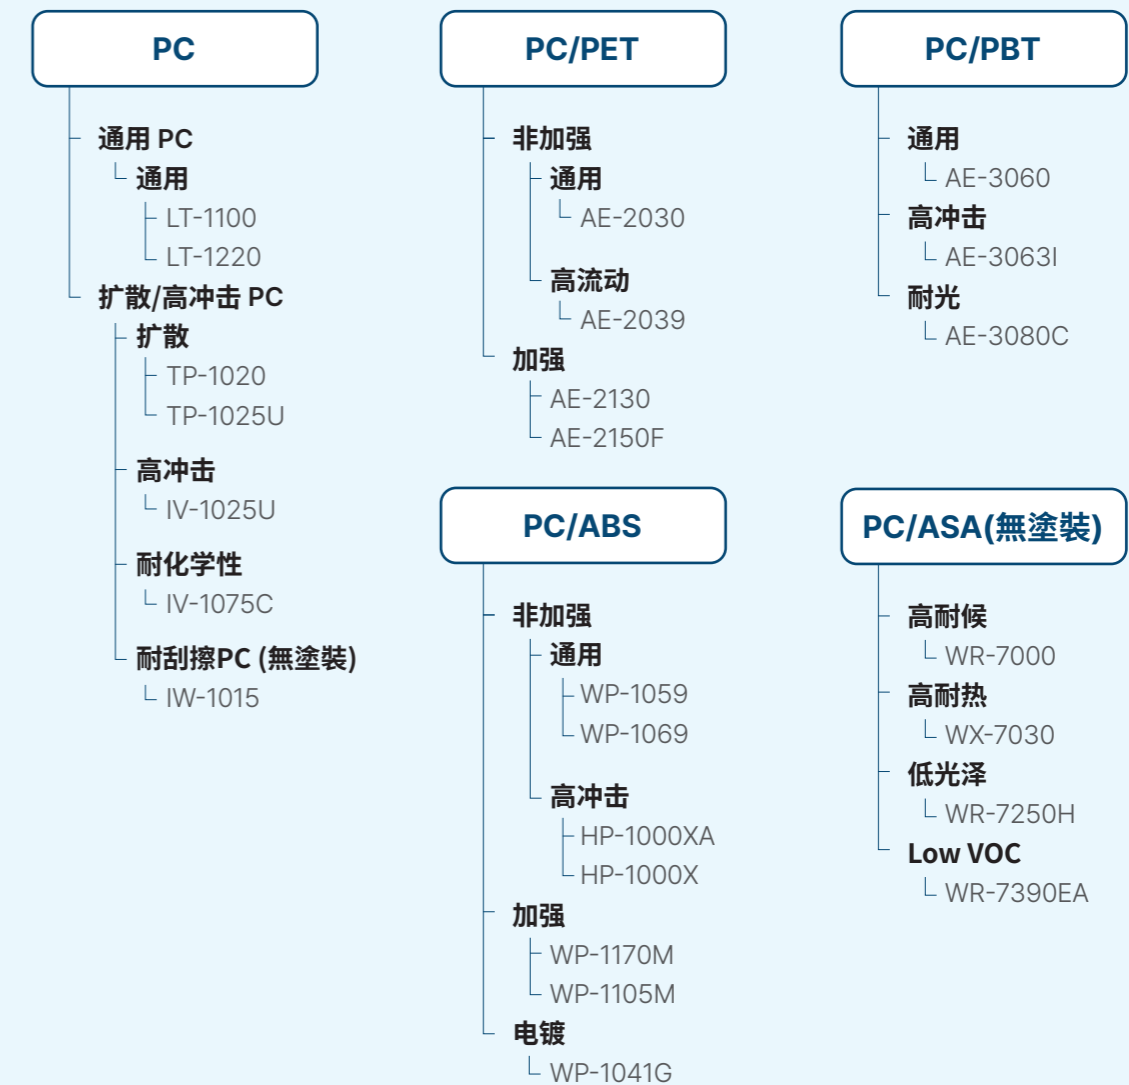 PC
通用 PC
通用
LT-1100
LT-1220
扩散/高冲击 PC
扩散
TP-1020
TP-1025U
高冲击
IV-1025U
耐化学性
IV-1075C
耐刮擦PC (無塗裝)
IW-1015
PC/PET
非加强
通用
AE-2030
高流动
AE-2039
加强
AE-2130
AE-2150F
PC/PBT
通用
AE-3060
高冲击
AE-3063I
耐光
AE-3080C
PC/ABS
非加强
通用
WP-1059
WP-1069
高冲击
HP-1000XA
HP-1000X
加强
WP-1170M
WP-1105M
电镀
WP-1041G
PC/ASA(無塗裝)
高耐候
WR-7000
高耐热
WX-7030
低光泽
WR-7250H
Low VOC
WR-7390EA